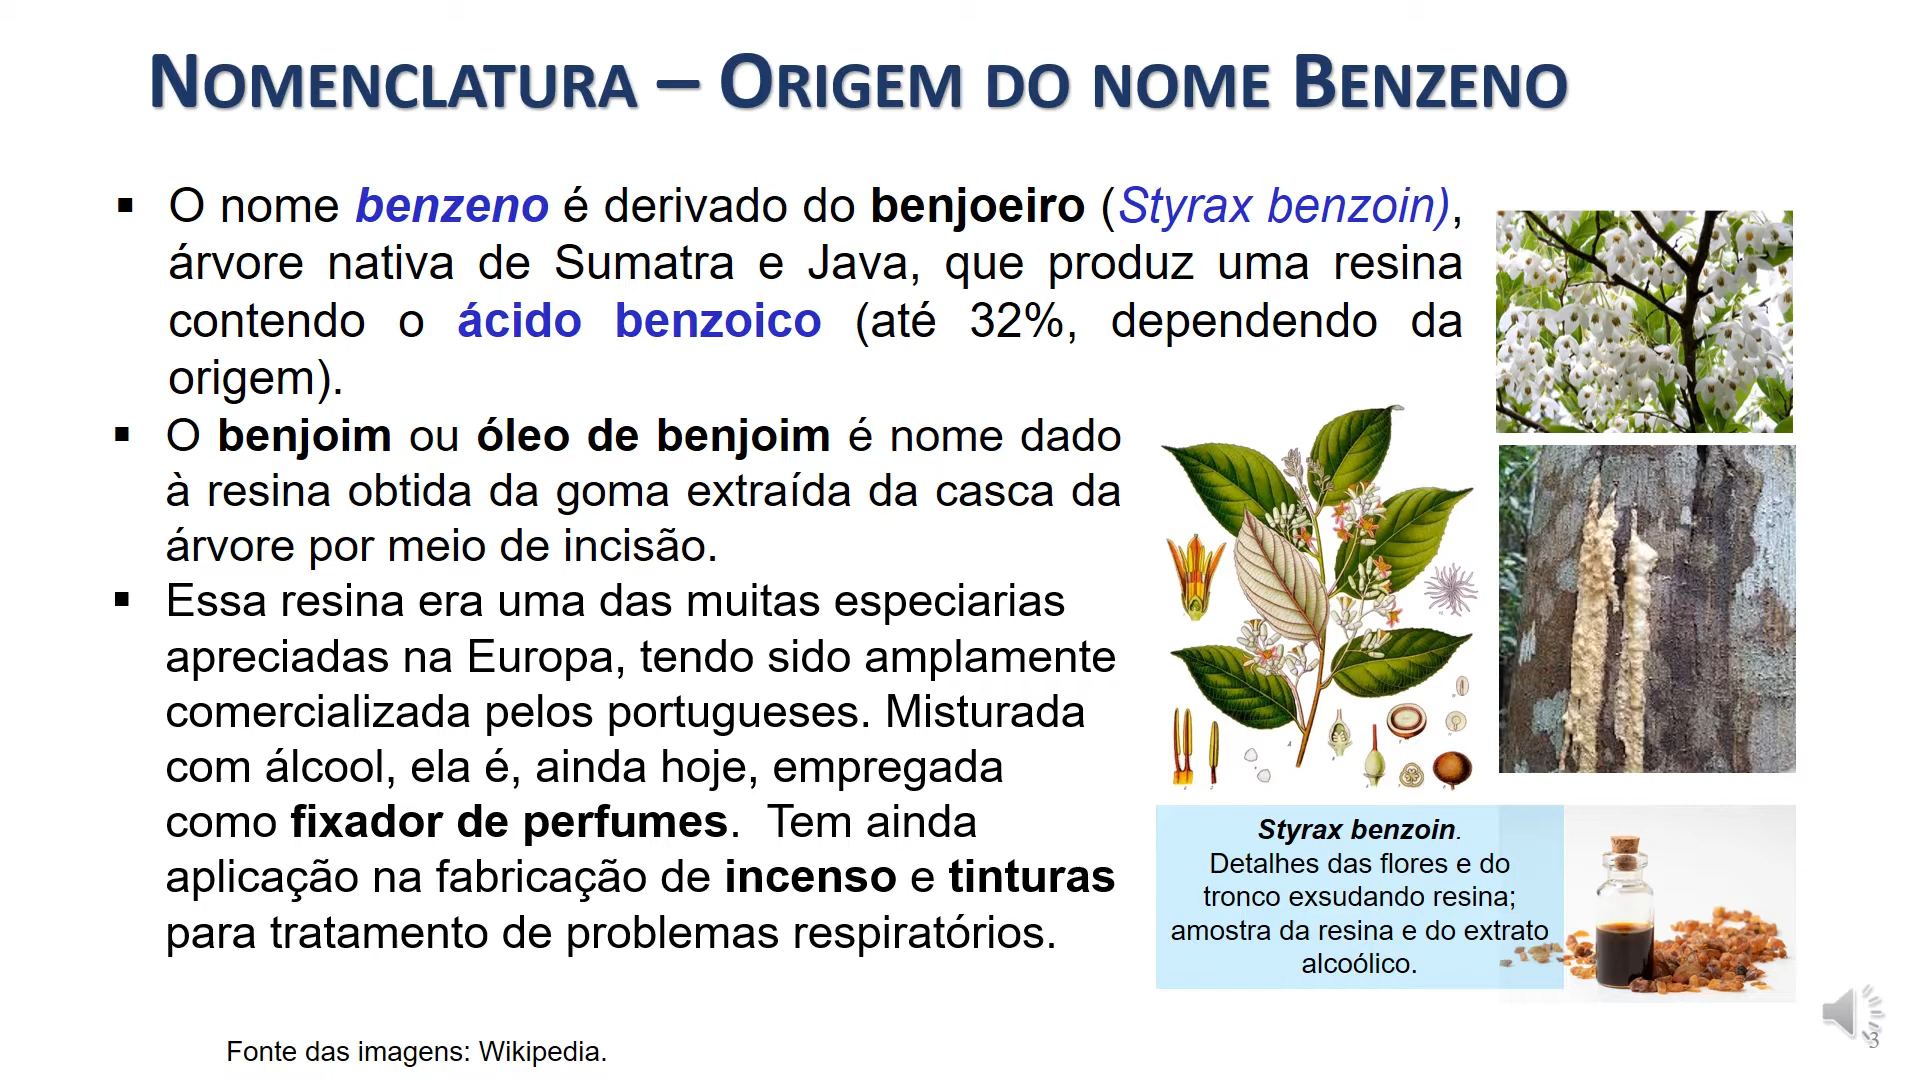 NOMENCLATURA – ORIGEM DO NOME BENZENO
▪ O nome benzeno é derivado do benjoeiro (Styrax benzoin),
árvore nativa de Sumatra e Java, que produz uma resina
contendo o ácido benzoico (até 32%, dependendo da
origem).
▪ O benjoim ou óleo de benjoim é nome dado
à resina obtida da goma extraída da casca da
árvore por meio de incisão.
▪ Essa resina era uma das muitas especiarias
apreciadas na Europa, tendo sido amplamente
comercializada pelos portugueses. Misturada
com álcool, ela é, ainda hoje, empregada
como fixador de perfumes. Tem ainda
aplicação na fabricação de incenso e tinturas
para tratamento de problemas respiratórios.
Styrax benzoin.
Detalhes das flores e do
tronco exsudando resina;
amostra da resina e do extrato
alcoólico.
Fonte das imagens: Wikipedia.
3